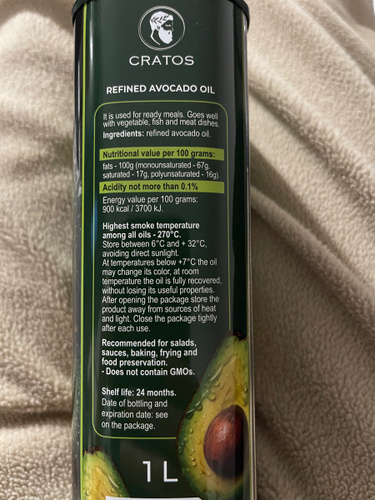 CRATOS
REFINED AVOCADO OIL
It is used for ready meals. Goes well
with vegetable, fish and meat dishes.
Ingredients: refined avocado oil.
Nutritional value per 100 grams:
fats - 100g (monounsaturated - 67g,
saturated - 17g, polyunsaturated - 16g).
Acidity not more than 0.1%
Energy value per 100 grams:
900 kcal / 3700 kJ.
Highest smoke temperature
among all oils - 270°C.
Store between 6°C and + 32°C,
avoiding direct sunlight.
At temperatures below +7°C the oil
may change its color, at room
temperature the oil is fully recovered,
without losing its useful properties.
After opening the package store the
product away from sources of heat
and light. Close the package tightly
after each use.
Recommended for salads,
sauces, baking, frying and
food preservation.
- Does not contain GMOs.
Shelf life: 24 months.
Date of bottling and
expiration date: see
on the package.
1 L